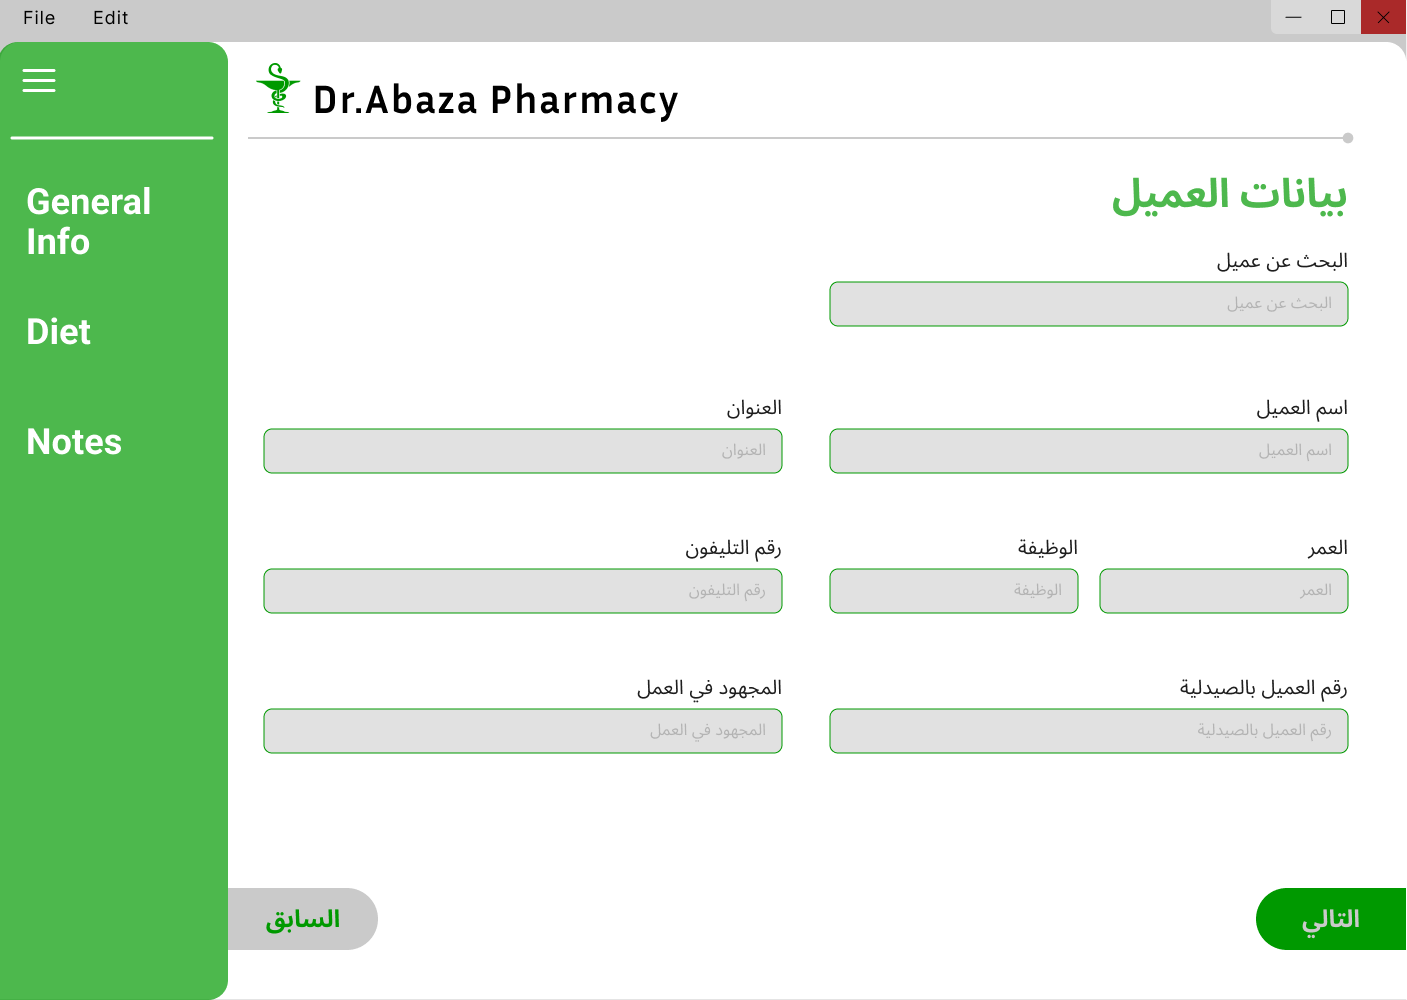 File Edit
General
Info
Diet
Notes
Dr.Abaza Pharmacy
بيانات العميل
البحث عن عميل
البحث عن عميل
اسم العميل
اسم العميل
العنوان
العنوان
العمر
العمر
الوظيفة
الوظيفة
رقم التليفون
رقم التليفون
رقم العميل بالصيدلية
رقم العميل بالصيدلية
المجهود في العمل
المجهود في العمل
التالي
السابق